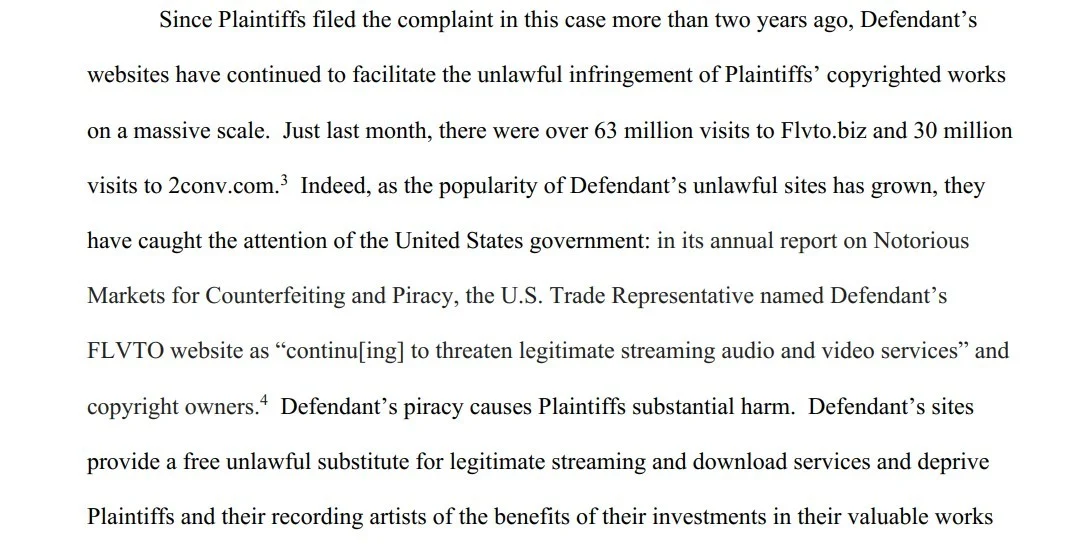 Since Plaintiffs filed the complaint in this case more than two years ago, Defendant’s
websites have continued to facilitate the unlawful infringement of Plaintiffs’ copyrighted works
on a massive scale.  Just last month, there were over 63 million visits to Flvto.biz and 30 million
visits to 2conv.com.³  Indeed, as the popularity of Defendant’s unlawful sites has grown, they
have caught the attention of the United States government: in its annual report on Notorious
Markets for Counterfeiting and Piracy, the U.S. Trade Representative named Defendant’s
FLVTO website as “continu[ing] to threaten legitimate streaming audio and video services” and
copyright owners.⁴  Defendant’s piracy causes Plaintiffs substantial harm.  Defendant’s sites
provide a free unlawful substitute for legitimate streaming and download services and deprive
Plaintiffs and their recording artists of the benefits of their investments in their valuable works